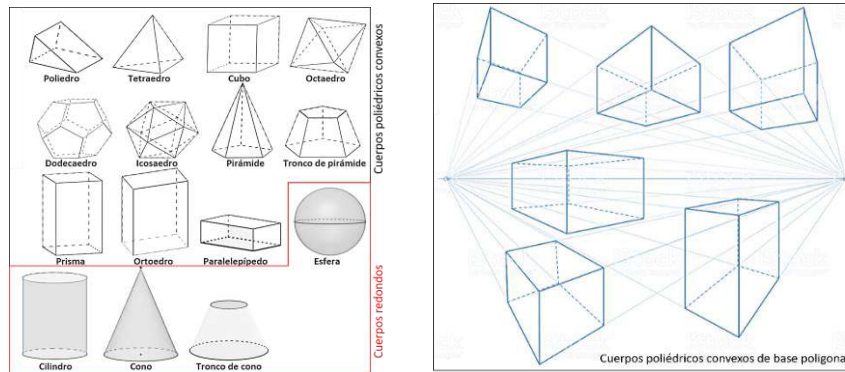 Poliedro
Tetraedro
Cubo
Octaedro
Dodecaedro
Icosaedro
Pirámide
Tronco de pirámide
Prisma
Ortoedro
Paralelepípedo
Esfera
Cilindro
Cono
Tronco de cono
Cuerpos poliédricos convexos
Cuerpos redondos
Cuerpos poliédricos convexos de base poligona